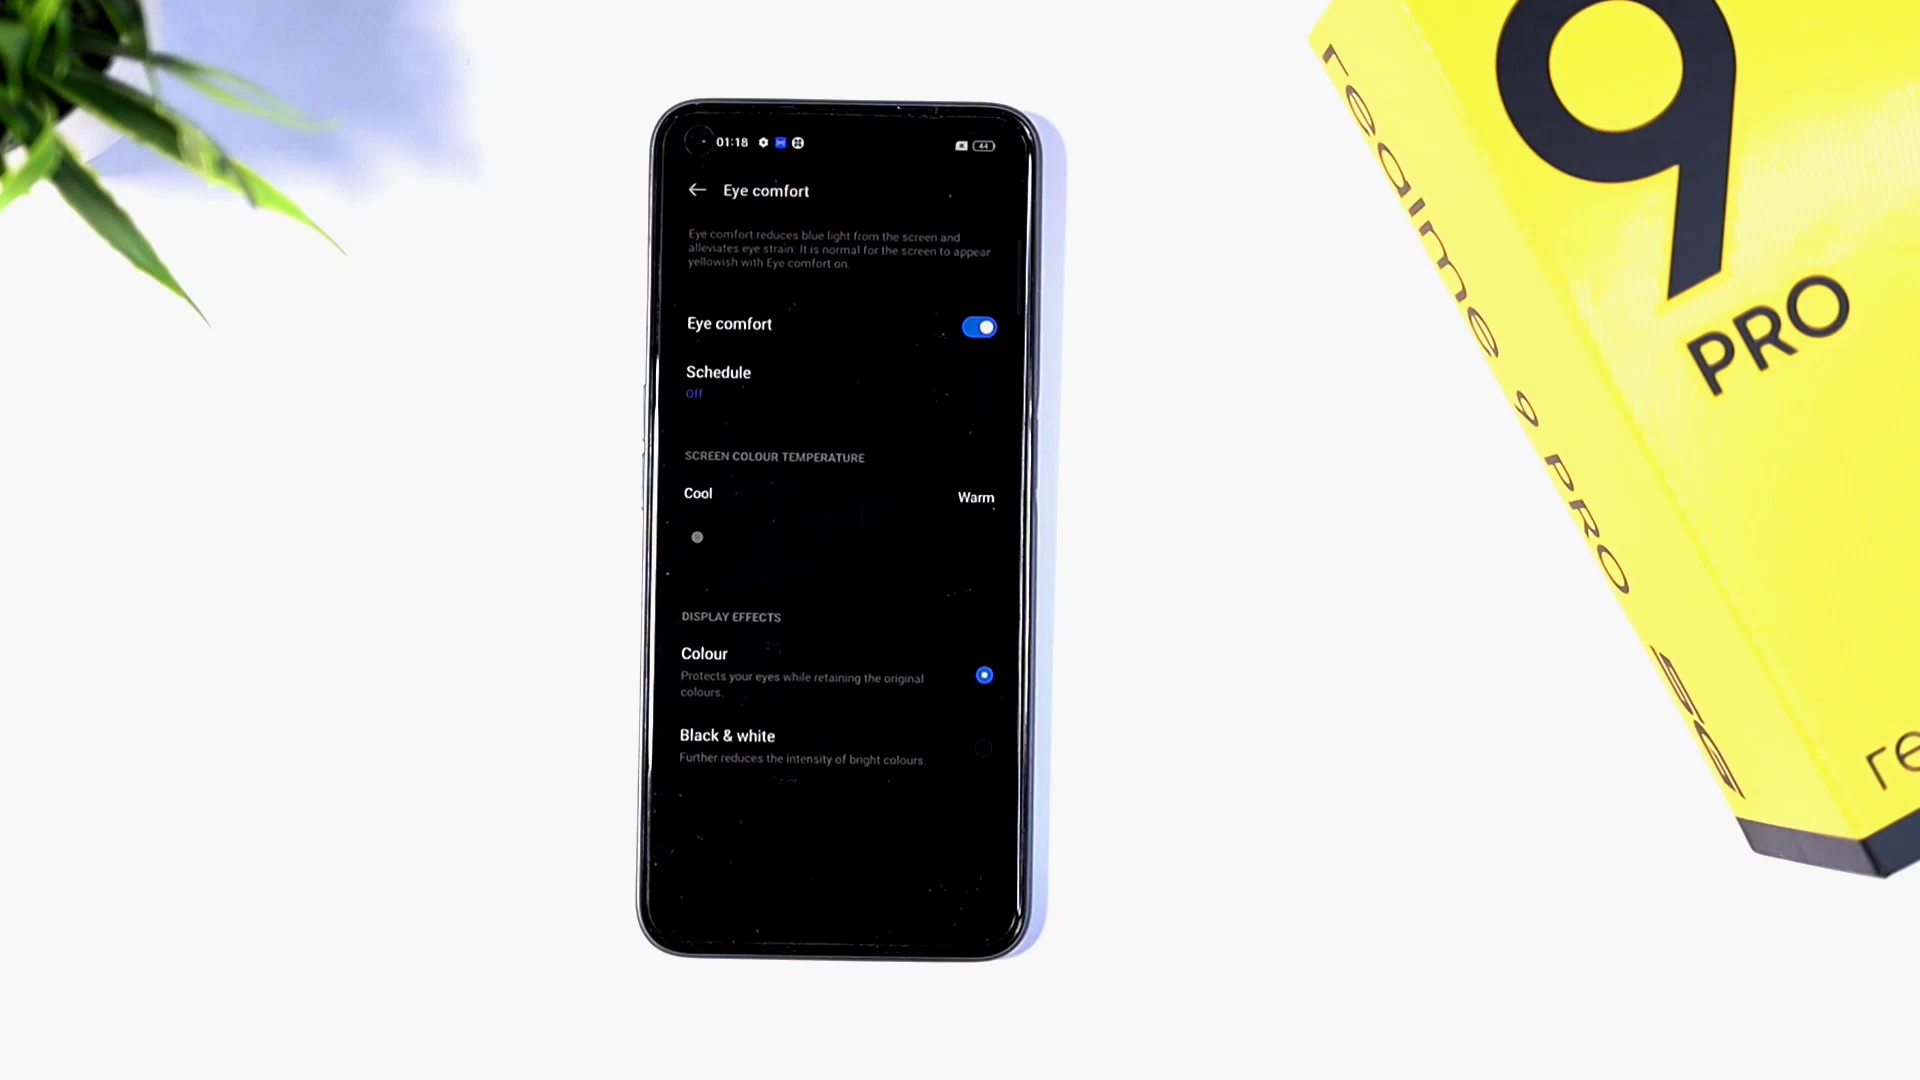 01:18
44
Eye comfort
Eye comfort reduces blue light from the screen and
alleviates eye strain. It is normal for the screen to appear
yellowish with Eye comfort on.
Eye comfort
Schedule
Off
SCREEN COLOUR TEMPERATURE
Cool
Warm
DISPLAY EFFECTS
Colour
Protects your eyes while retaining the original
colours.
Black & white
Further reduces the intensity of bright colours.
realme 9 PRO 5G
9
PRO
re